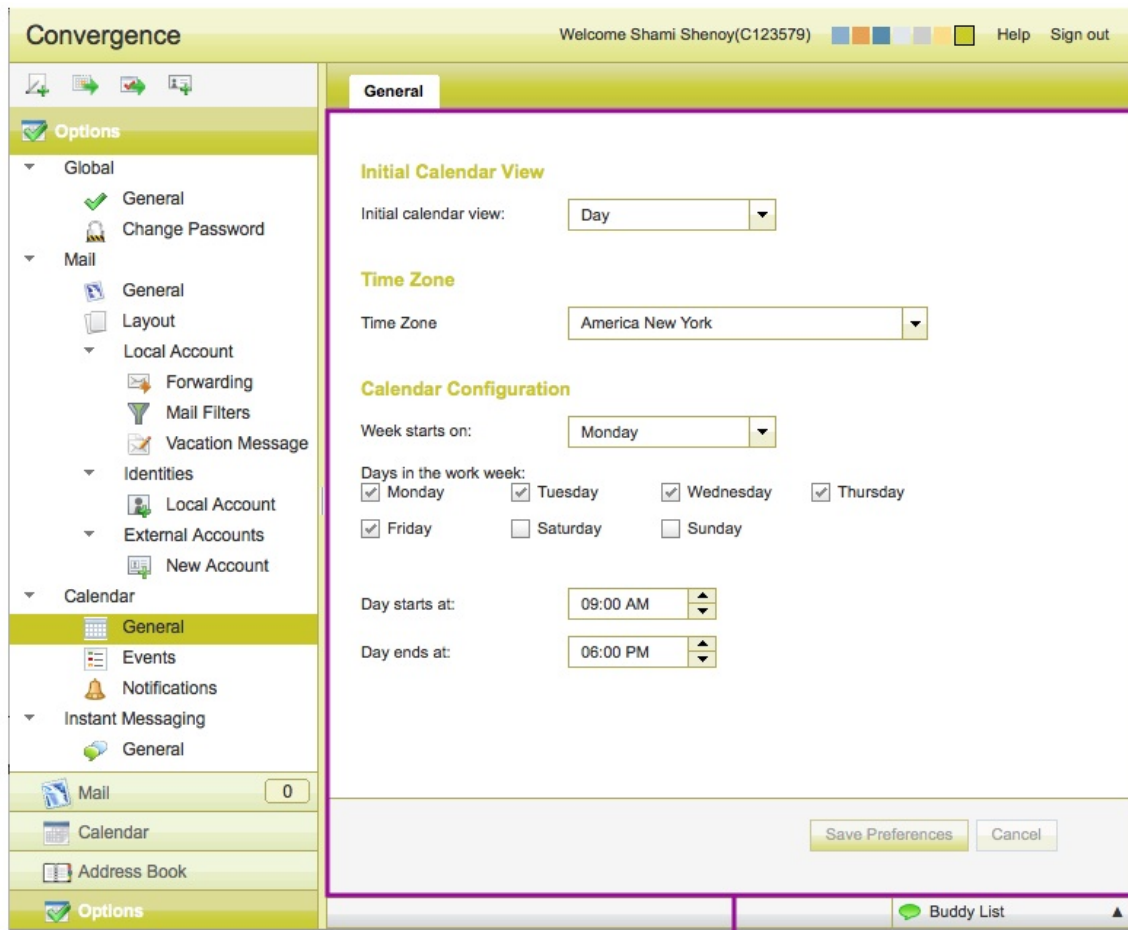 Convergence
Welcome Shami Shenoy(C123579)
Help
Sign out
Options
Global
General
Change Password
Mail
General
Layout
Local Account
Forwarding
Mail Filters
Vacation Message
Identities
Local Account
External Accounts
New Account
Calendar
General
Events
Notifications
Instant Messaging
General
Mail 0
Calendar
Address Book
Options
General
Initial Calendar View
Initial calendar view: Day
Time Zone
Time Zone America New York
Calendar Configuration
Week starts on: Monday
Days in the work week:
Monday Tuesday Wednesday Thursday
Friday Saturday Sunday
Day starts at: 09:00 AM
Day ends at: 06:00 PM
Save Preferences Cancel
Buddy List